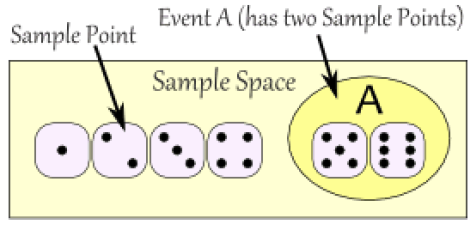 Event A (has two Sample Points)
Sample Point
Sample Space
A